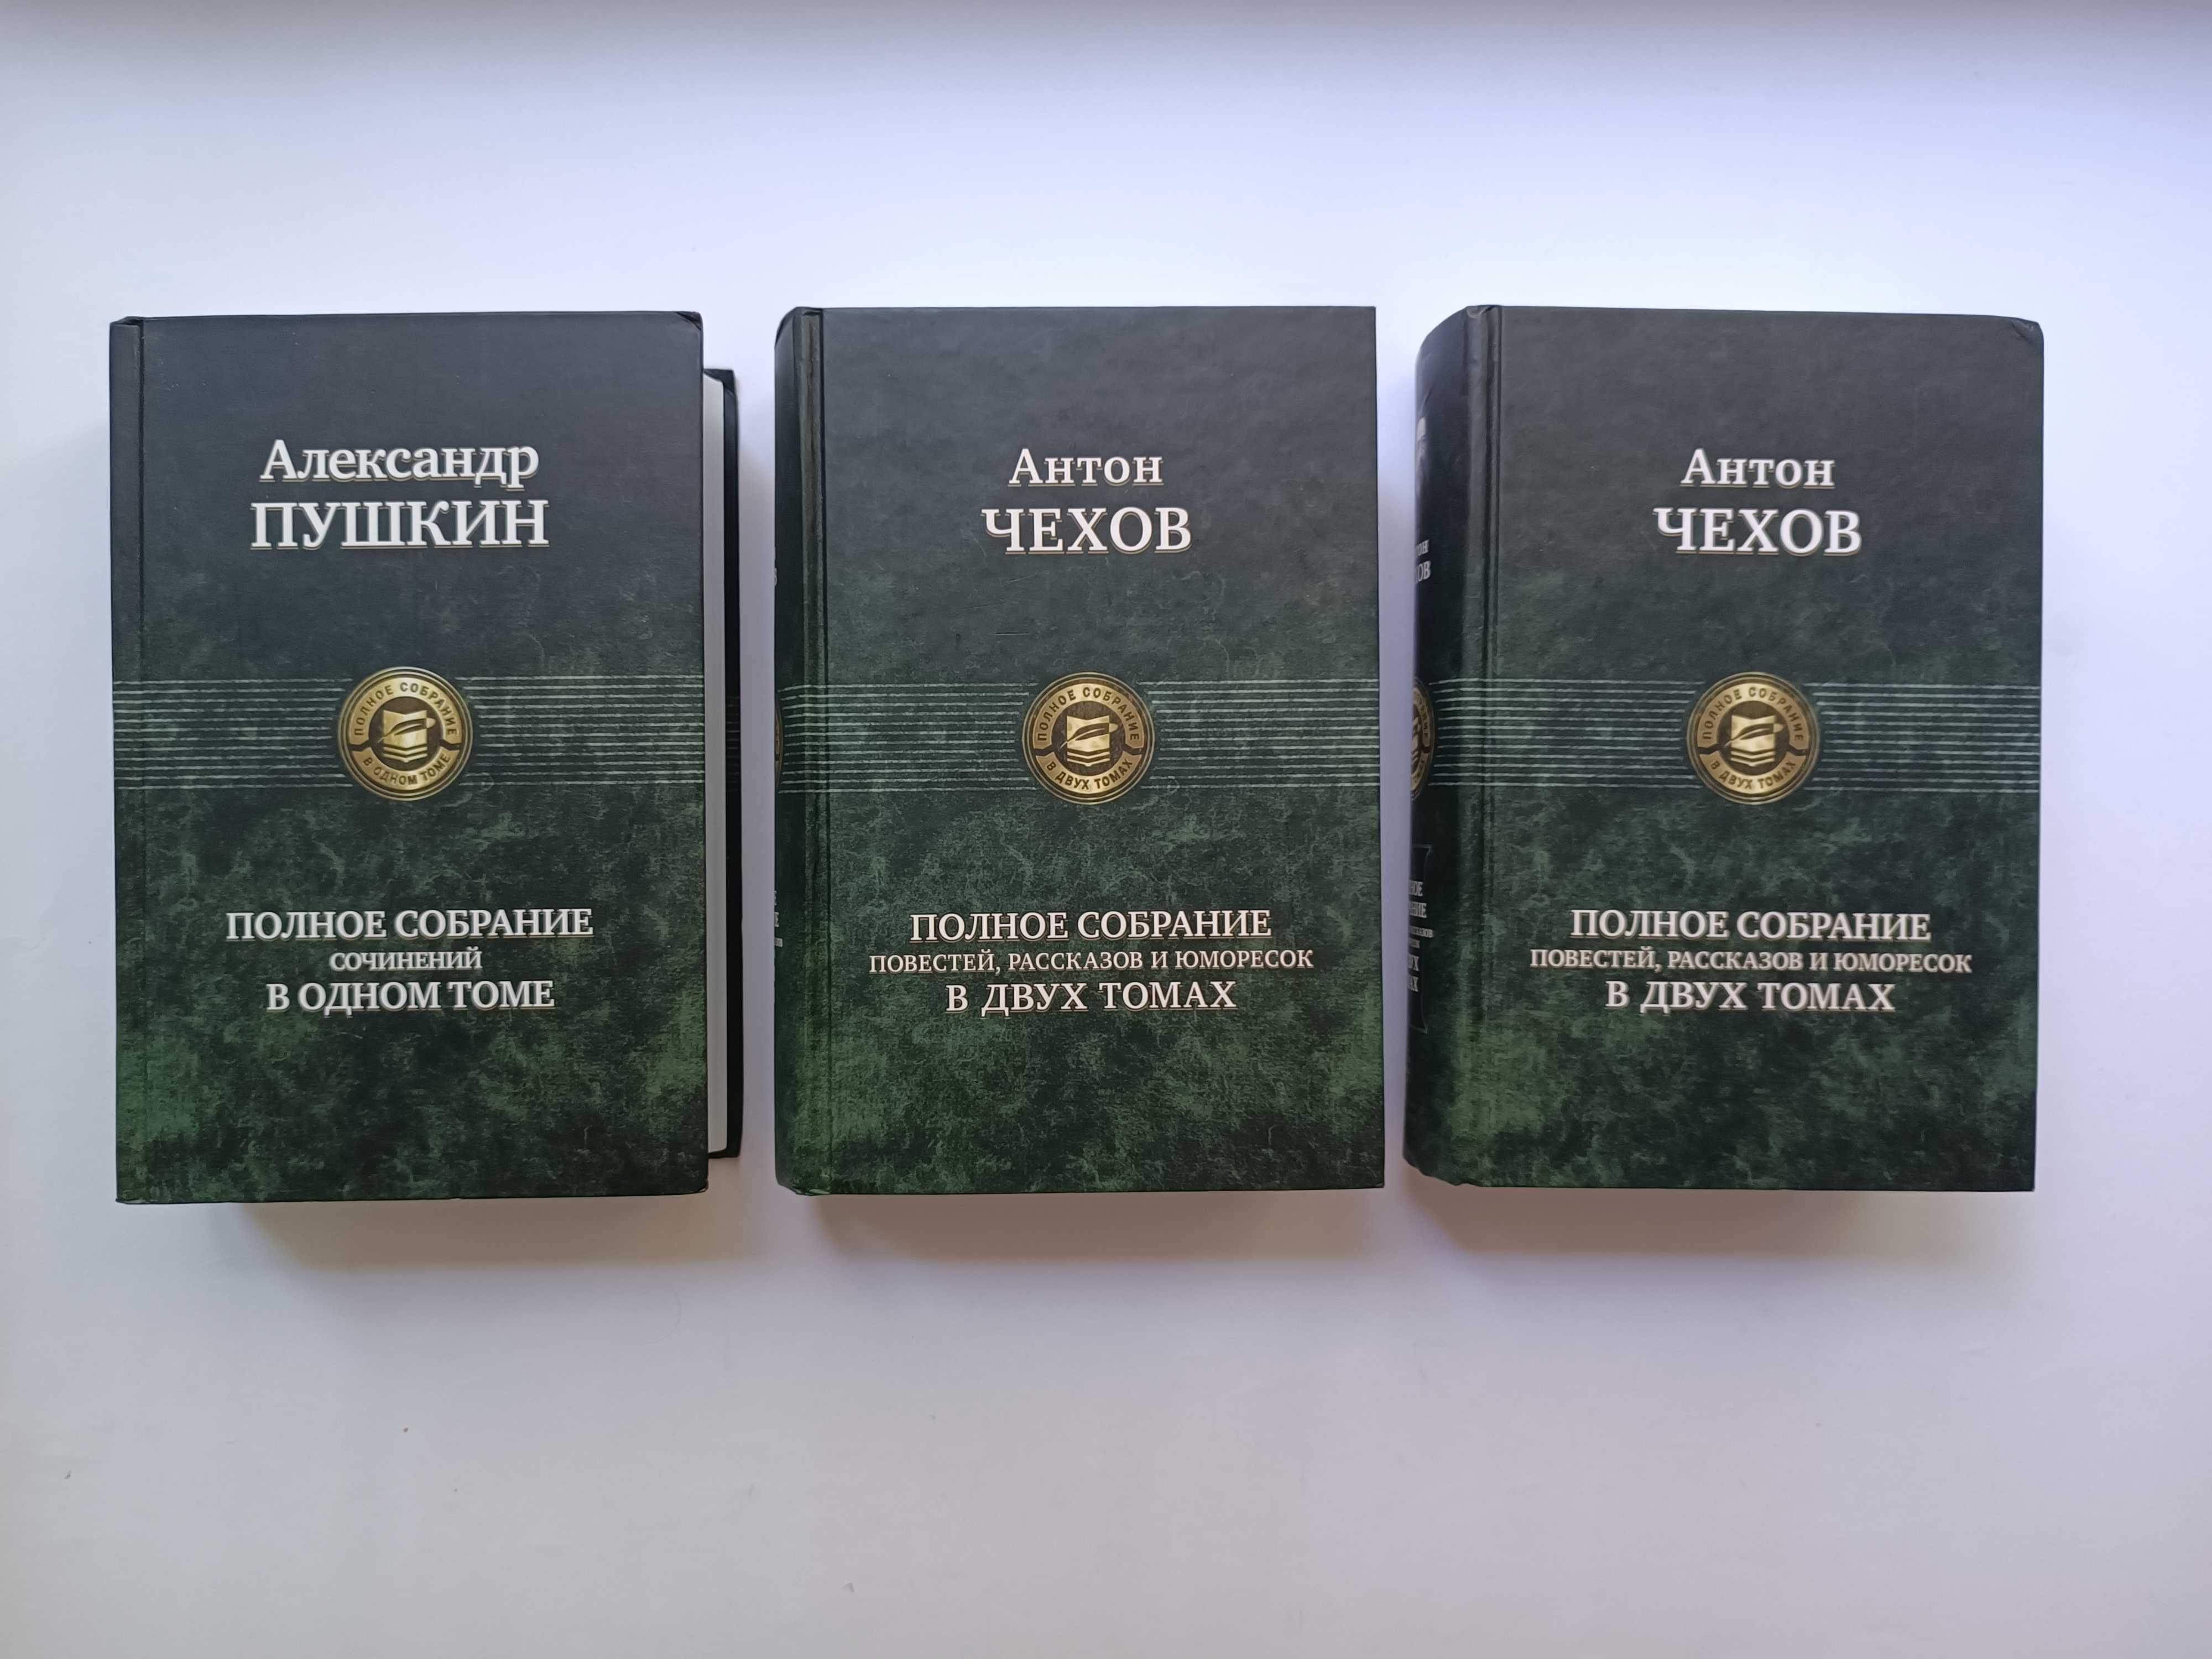 Александр
ПУШКИН
ПОЛНОЕ СОБРАНИЕ
В ОДНОМ ТОМЕ
ПОЛНОЕ СОБРАНИЕ
СОЧИНЕНИЙ
В ОДНОМ ТОМЕ
Антон
ЧЕХОВ
ПОЛНОЕ СОБРАНИЕ
В ДВУХ ТОМАХ
ПОЛНОЕ СОБРАНИЕ
ПОВЕСТЕЙ, РАССКАЗОВ И ЮМОРЕСОК
В ДВУХ ТОМАХ
Антон
ЧЕХОВ
ПОЛНОЕ СОБРАНИЕ
В ДВУХ ТОМАХ
ПОЛНОЕ СОБРАНИЕ
ПОВЕСТЕЙ, РАССКАЗОВ И ЮМОРЕСОК
В ДВУХ ТОМАХ